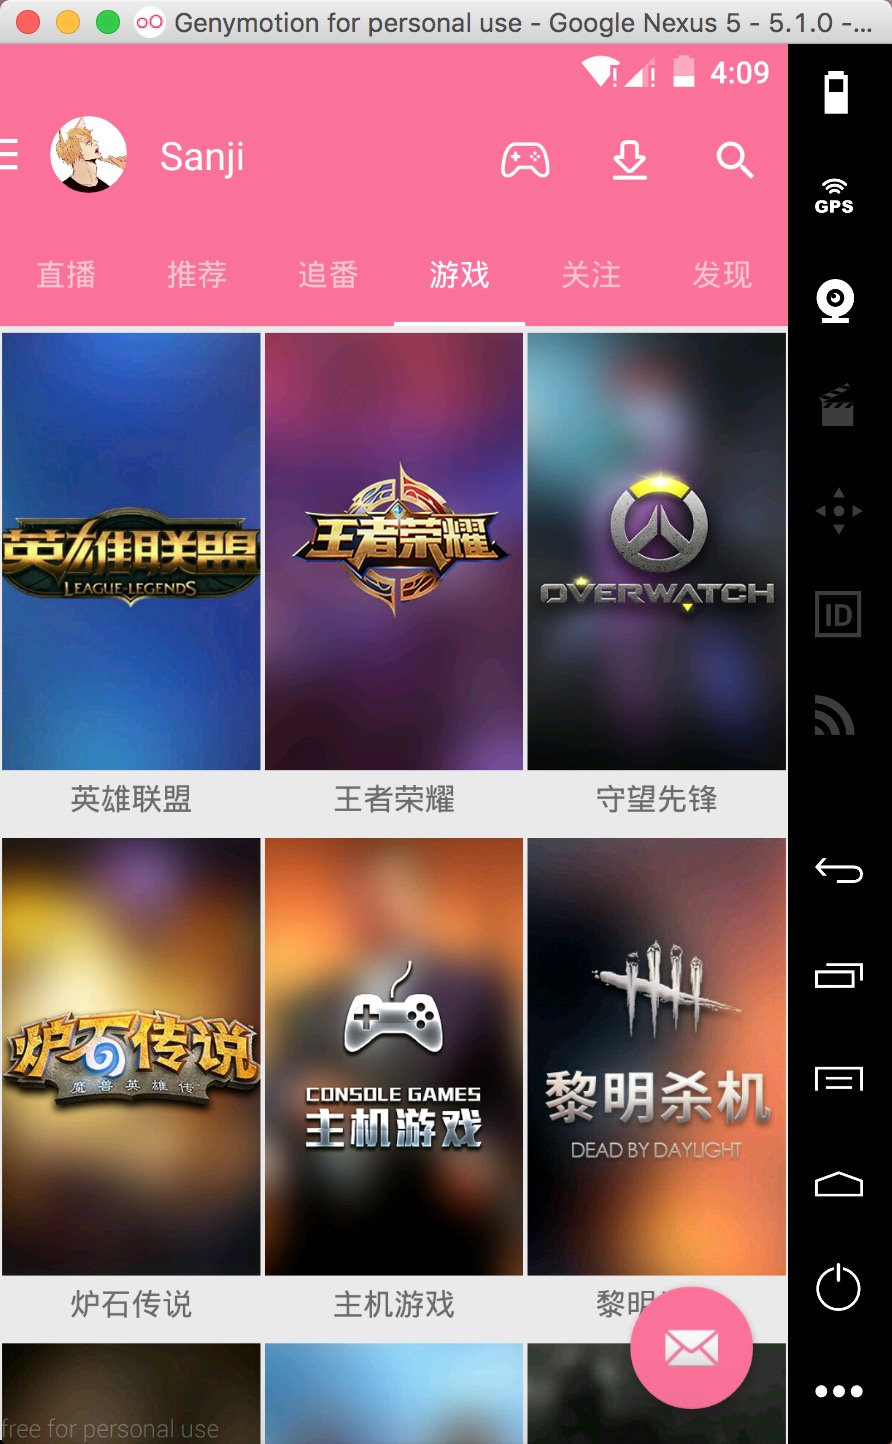 Genymotion for personal use - Google Nexus 5 - 5.1.0 -...
4:09
GPS
Sanji
直播 推荐 追番 游戏 关注 发现
英雄联盟
LEAGUE OF LEGENDS
王者荣耀
OVERWATCH
英雄联盟 王者荣耀 守望先锋
ID
炉石传说
魔兽英雄传
CONSOLE GAMES
主机游戏
黎明杀机
DEAD BY DAYLIGHT
炉石传说 主机游戏 黎明
free for personal use